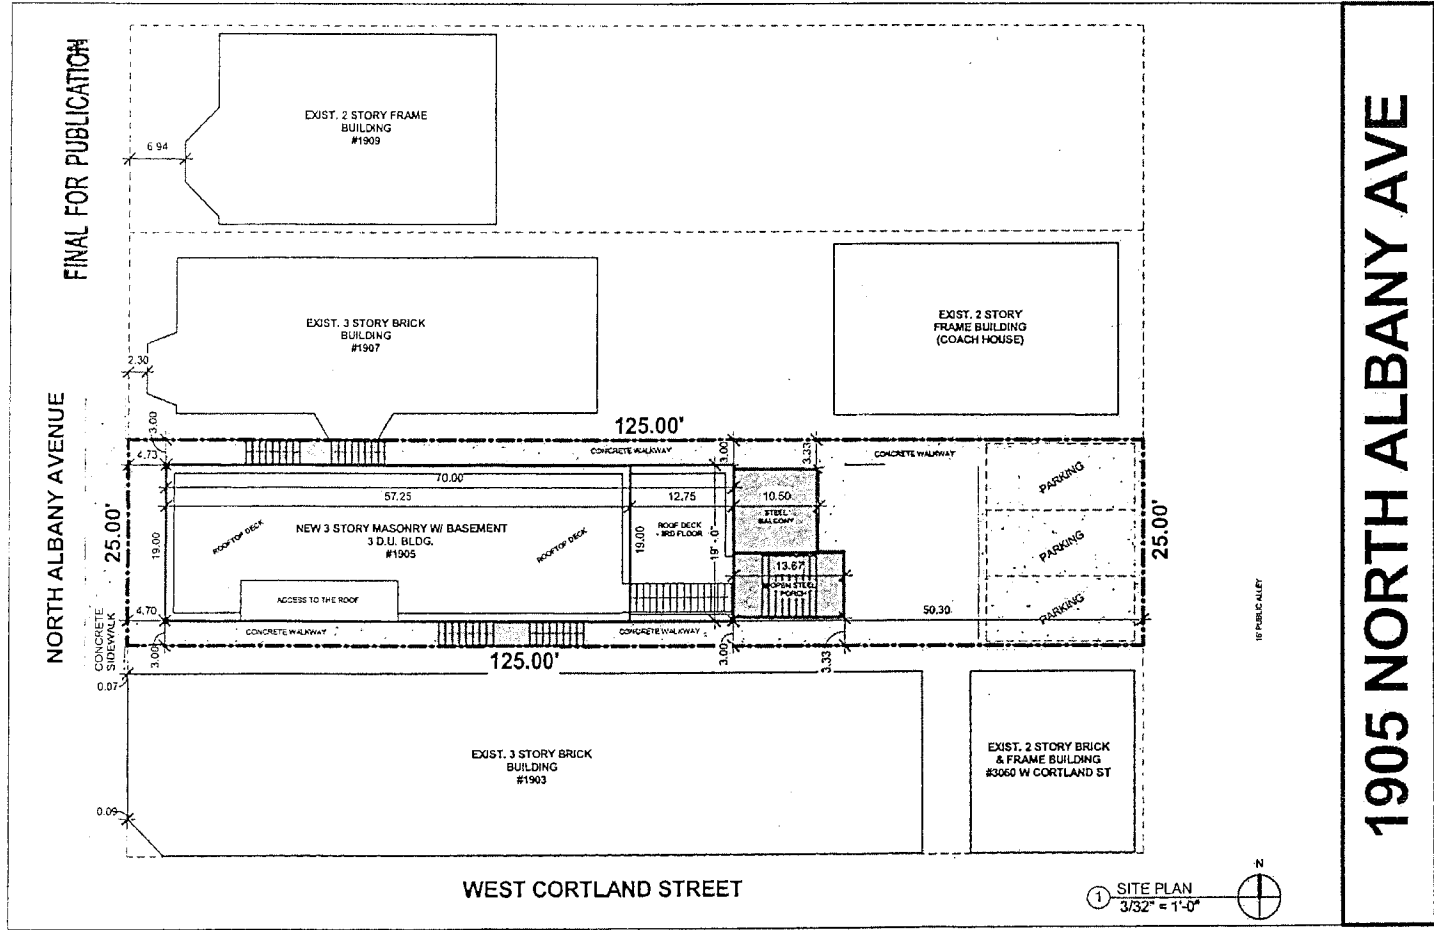 FINAL FOR PUBLICATION
EXIST. 2 STORY FRAME
BUILDING
#1909
6.94
EXIST. 3 STORY BRICK
BUILDING
#1907
2.30
EXIST. 2 STORY
FRAME BUILDING
(COACH HOUSE)
NORTH ALBANY AVENUE
CONCRETE
SIDEWLK
125.00'
3.00
4.73
CONCRETE WALKWAY
3.00
3.33
CONCRETE WALKWAY
70.00
57.25
12.75
10.50
STEEL
BALCONY
25.00'
19.00
ROOFTOP DECK
NEW 3 STORY MASONRY W/ BASEMENT
3 D.U. BLDG.
#1905
ROOFTOP DECK
19.00
ROOF DECK
- 3RD FLOOR
19'-0"
13.67
OPEN STEEL
PORCH
ACCESS TO THE ROOF
4.70
CONCRETE WALKWAY
CONCRETE WALKWAY
50.30
PARKING
PARKING
PARKING
25.00'
16' PUBLIC ALLEY
3.00
125.00'
3.00
3.33
0.07
0.09
EXIST. 3 STORY BRICK
BUILDING
#1903
EXIST. 2 STORY BRICK
& FRAME BUILDING
#3060 W CORTLAND ST
WEST CORTLAND STREET
1
SITE PLAN
3/32" = 1'-0"
N
1905 NORTH ALBANY AVE